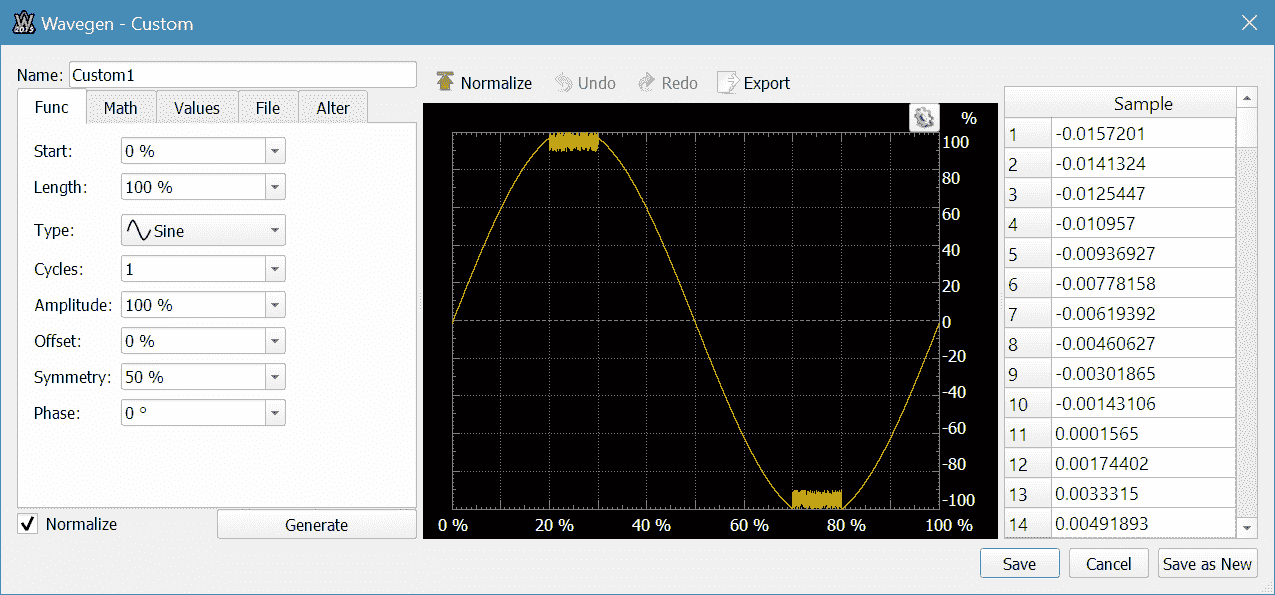 W
2015
Wavegen - Custom
Name: Custom1
Func Math Values File Alter
Start: 0 %
Length: 100 %
Type: Sine
Cycles: 1
Amplitude: 100 %
Offset: 0 %
Symmetry: 50 %
Phase: 0 °
Normalize Generate
Normalize Undo Redo Export
%
100
80
60
40
20
0
-20
-40
-60
-80
-100
0 % 20 % 40 % 60 % 80 % 100 %
Sample
1 -0.0157201
2 -0.0141324
3 -0.0125447
4 -0.010957
5 -0.00936927
6 -0.00778158
7 -0.00619392
8 -0.00460627
9 -0.00301865
10 -0.00143106
11 0.0001565
12 0.00174402
13 0.0033315
14 0.00491893
Save Cancel Save as New